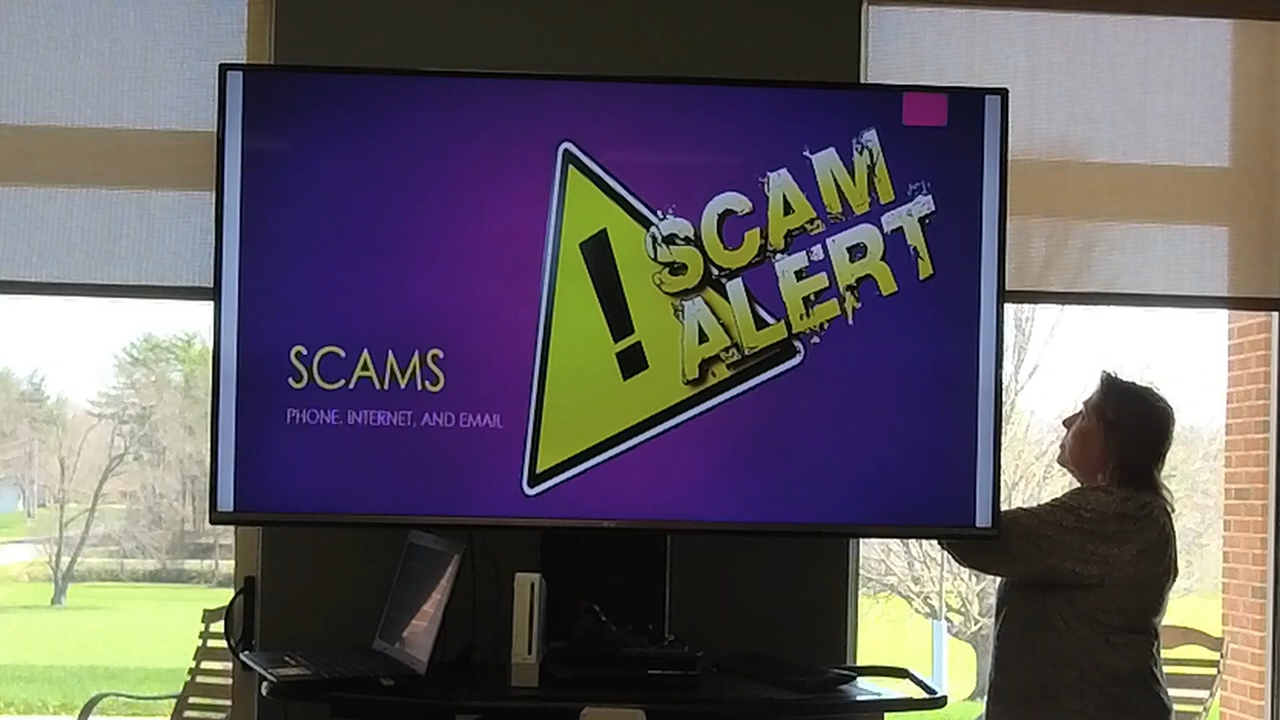 SCAM
ALERT
!
SCAMS
PHONE, INTERNET, AND EMAIL